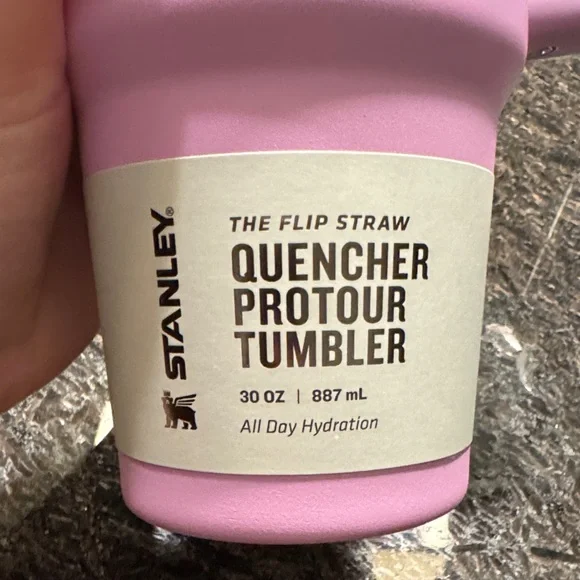 STANLEY®
THE FLIP STRAW
QUENCHER
PROTOUR
TUMBLER
30 OZ | 887 mL
All Day Hydration